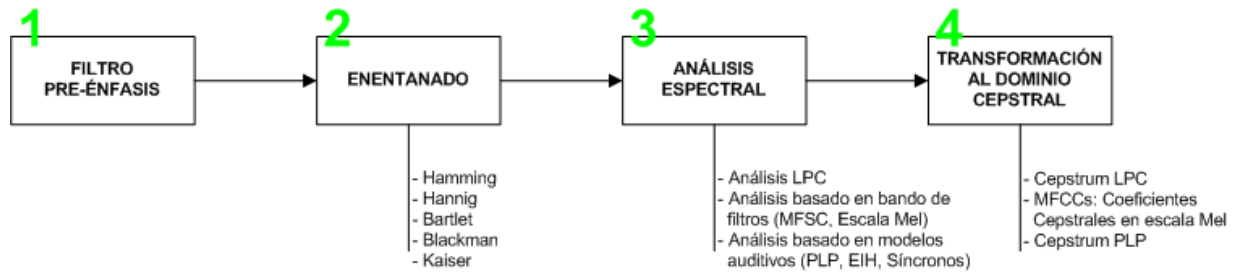 1
FILTRO
PRE-ÉNFASIS
2
ENENTANADO
- Hamming
- Hannig
- Bartlet
- Blackman
- Kaiser
3
ANÁLISIS
ESPECTRAL
- Análisis LPC
- Análisis basado en bando de
filtros (MFSC, Escala Mel)
- Análisis basado en modelos
auditivos (PLP, EIH, Síncronos)
4
TRANSFORMACIÓN
AL DOMINIO
CEPSTRAL
- Cepstrum LPC
- MFCCs: Coeficientes
Cepstrales en escala Mel
- Cepstrum PLP